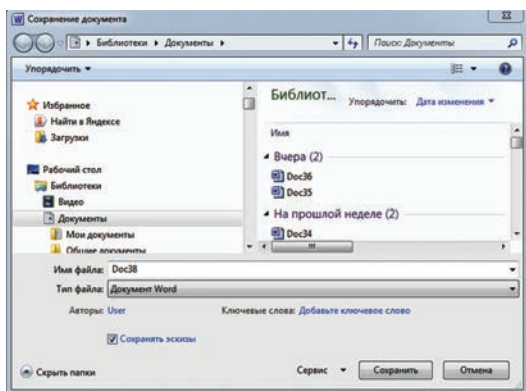 Сохранение документа
Библиотеки Документы
Поиск: Документы
Упорядочить
Избранное
Найти в Яндексе
Загрузки
Рабочий стол
Библиотеки
Видео
Документы
Мои документы
Общие документы
Библиот...
Упорядочить: Дата изменения
Имя
Вчера (2)
Doc36
Doc35
На прошлой неделе (2)
Doc34
Имя файла: Doc38
Тип файла: Документ Word
Авторы: User
Ключевые слова: Добавьте ключевое слово
Сохранять эскизы
Скрыть папки
Сервис
Сохранить
Отмена